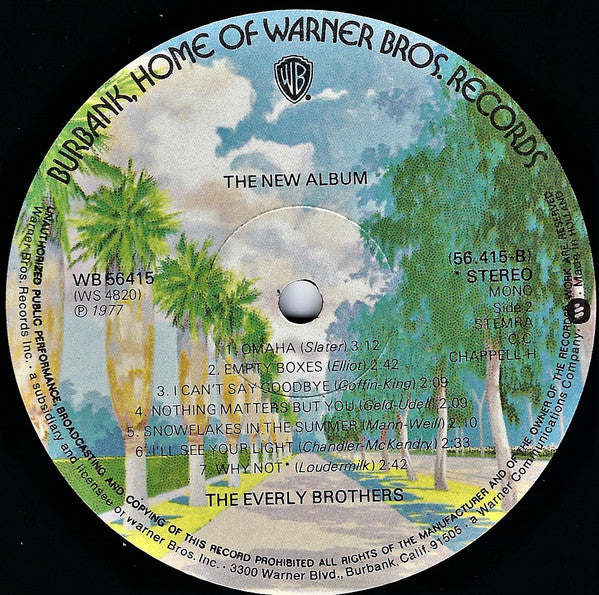 BURBANK, HOME OF WARNER BROS. RECORDS
WB
THE NEW ALBUM
WB 56415
(WS 4820)
Ⓟ 1977
(56.415-B)
* STEREO
MONO
Side 2
STEMRA
C.C.
CHAPPELL H
1. OMAHA (Slater) 3:12
2. EMPTY BOXES (Elliot) 2:42
3. I CAN'T SAY GOODBYE (Goffin-King) 2:09
4. NOTHING MATTERS BUT YOU (Geld-Udell) 2:09
5. SNOWFLAKES IN THE SUMMER (Mann-Weill) 2:09
6. I'LL SEE YOUR LIGHT (Chandler-McKendry) 2:33
7. WHY NOT* (Loudermilk) 2:42
THE EVERLY BROTHERS
UNAUTHORIZED PUBLIC PERFORMANCE, BROADCASTING AND COPYING OF THIS RECORD PROHIBITED ALL RIGHTS OF THE MANUFACTURER AND OF THE OWNER OF THE RECORDED WORK ARE RESERVED
Warner Bros. Records Inc. • a subsidiary and licensee of Warner Bros. Inc. • 3300 Warner Blvd., Burbank, Calif. 91505 • a Warner Communications Company. • Made in Holland